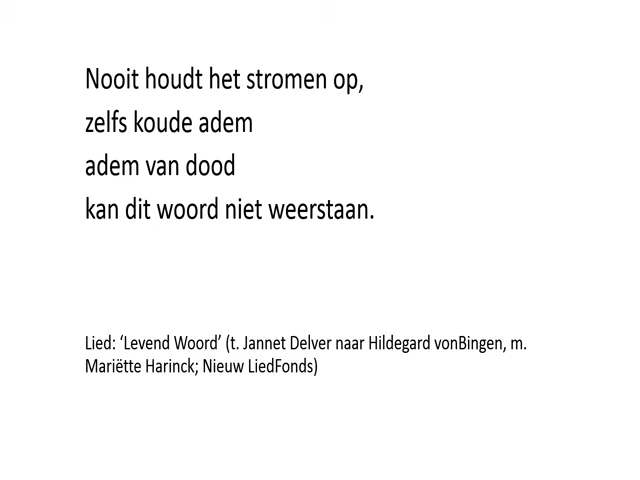 Nooit houdt het stromen op,
zelfs koude adem
adem van dood
kan dit woord niet weerstaan.
Lied: ‘Levend Woord’ (t. Jannet Delver naar Hildegard vonBingen, m.
Mariëtte Harinck; Nieuw LiedFonds)